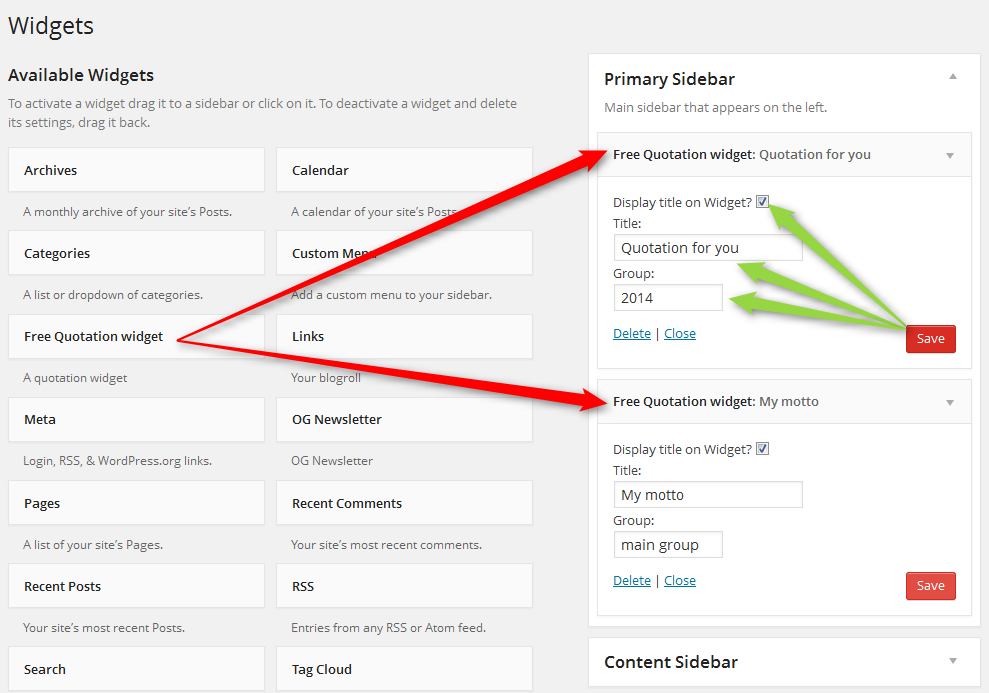 Widgets
Available Widgets
To activate a widget drag it to a sidebar or click on it. To deactivate a widget and delete
its settings, drag it back.
Archives
Calendar
A monthly archive of your site's Posts.
A calendar of your site's Posts.
Categories
Custom Menu
A list or dropdown of categories.
Add a custom menu to your sidebar.
Free Quotation widget
Links
A quotation widget
Your blogroll
Meta
OG Newsletter
Login, RSS, & WordPress.org links.
OG Newsletter
Pages
Recent Comments
A list of your site's Pages.
Your site's most recent comments.
Recent Posts
RSS
Your site's most recent Posts.
Entries from any RSS or Atom feed.
Search
Tag Cloud
Primary Sidebar
Main sidebar that appears on the left.
Free Quotation widget: Quotation for you
Display title on Widget?
Title:
Quotation for you
Group:
2014
Delete | Close
Save
Free Quotation widget: My motto
Display title on Widget?
Title:
My motto
Group:
main group
Delete | Close
Save
Content Sidebar